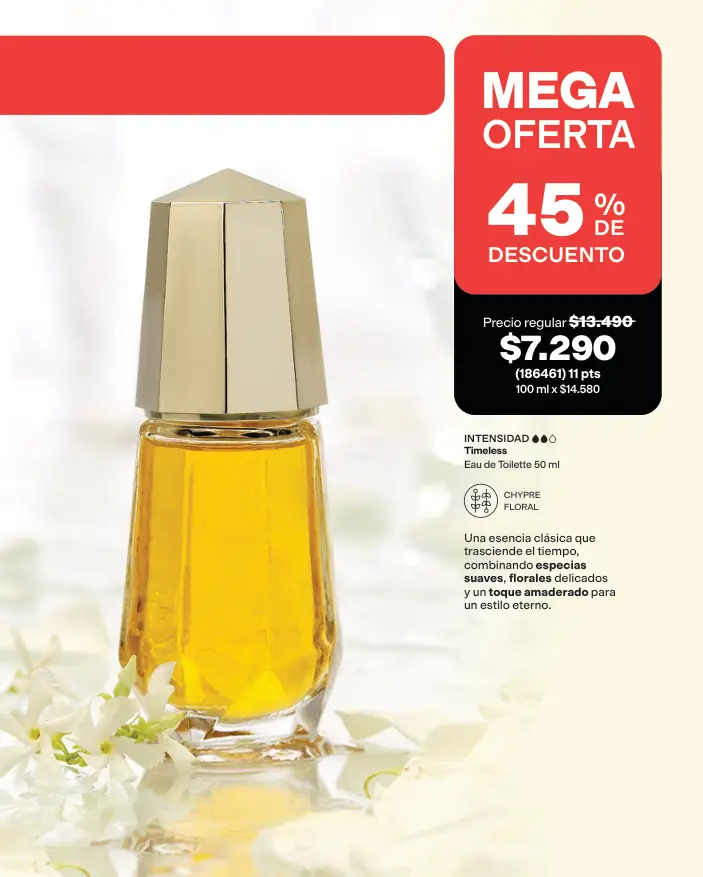 MEGA
OFERTA
45 %
DE
DESCUENTO
Precio regular $13.490
$7.290
(186461) 11 pts
100 ml x $14.580
INTENSIDAD
Timeless
Eau de Toilette 50 ml
CHYPRE
FLORAL
Una esencia clásica que
trasciende el tiempo,
combinando especias
suaves, florales delicados
y un toque amaderado para
un estilo eterno.